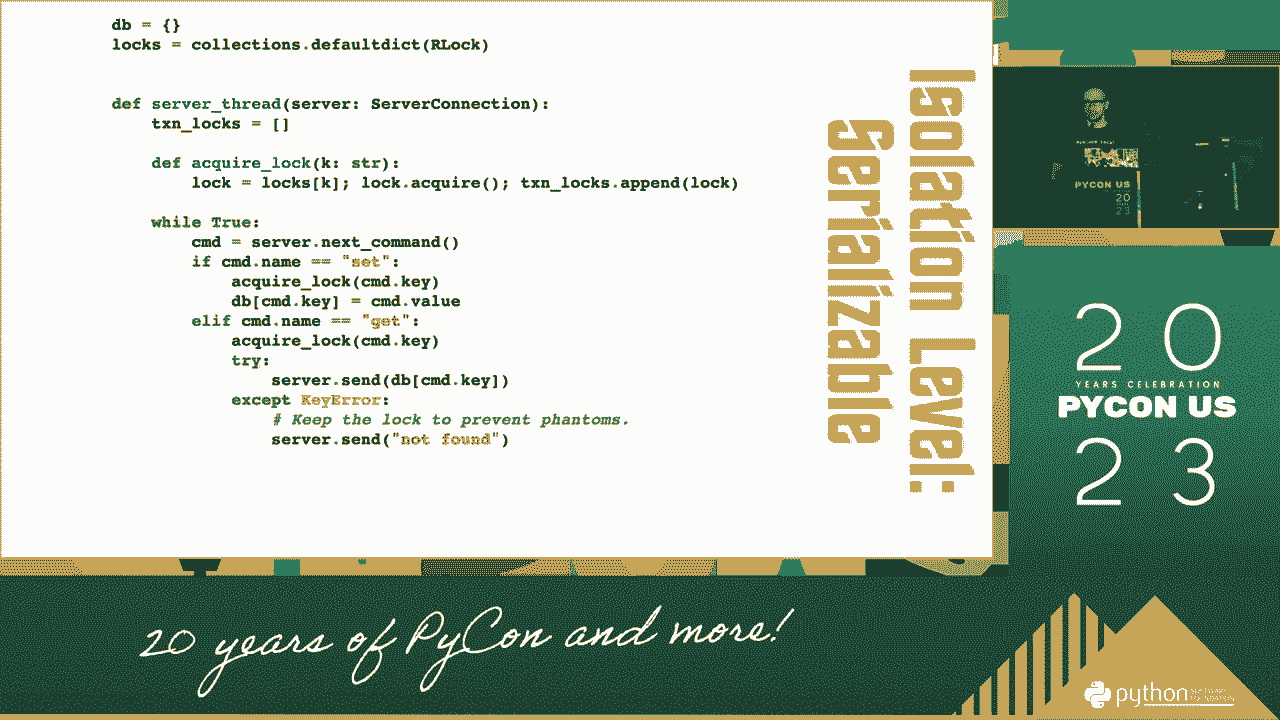 db = {}
locks = collections.defaultdict(RLock)
def server_thread(server: ServerConnection):
    txn_locks = []
    def acquire_lock(k: str):
        lock = locks[k]; lock.acquire(); txn_locks.append(lock)
    while True:
        cmd = server.next_command()
        if cmd.name == "set":
            acquire_lock(cmd.key)
            db[cmd.key] = cmd.value
        elif cmd.name == "get":
            acquire_lock(cmd.key)
            try:
                server.send(db[cmd.key])
            except KeyError:
                # Keep the lock to prevent phantoms.
                server.send("not found")
Isolation Level:
Serializable
PYCON US
20
23
20
YEARS CELEBRATION
PYCON US
23
20 years of PyCon and more!
python